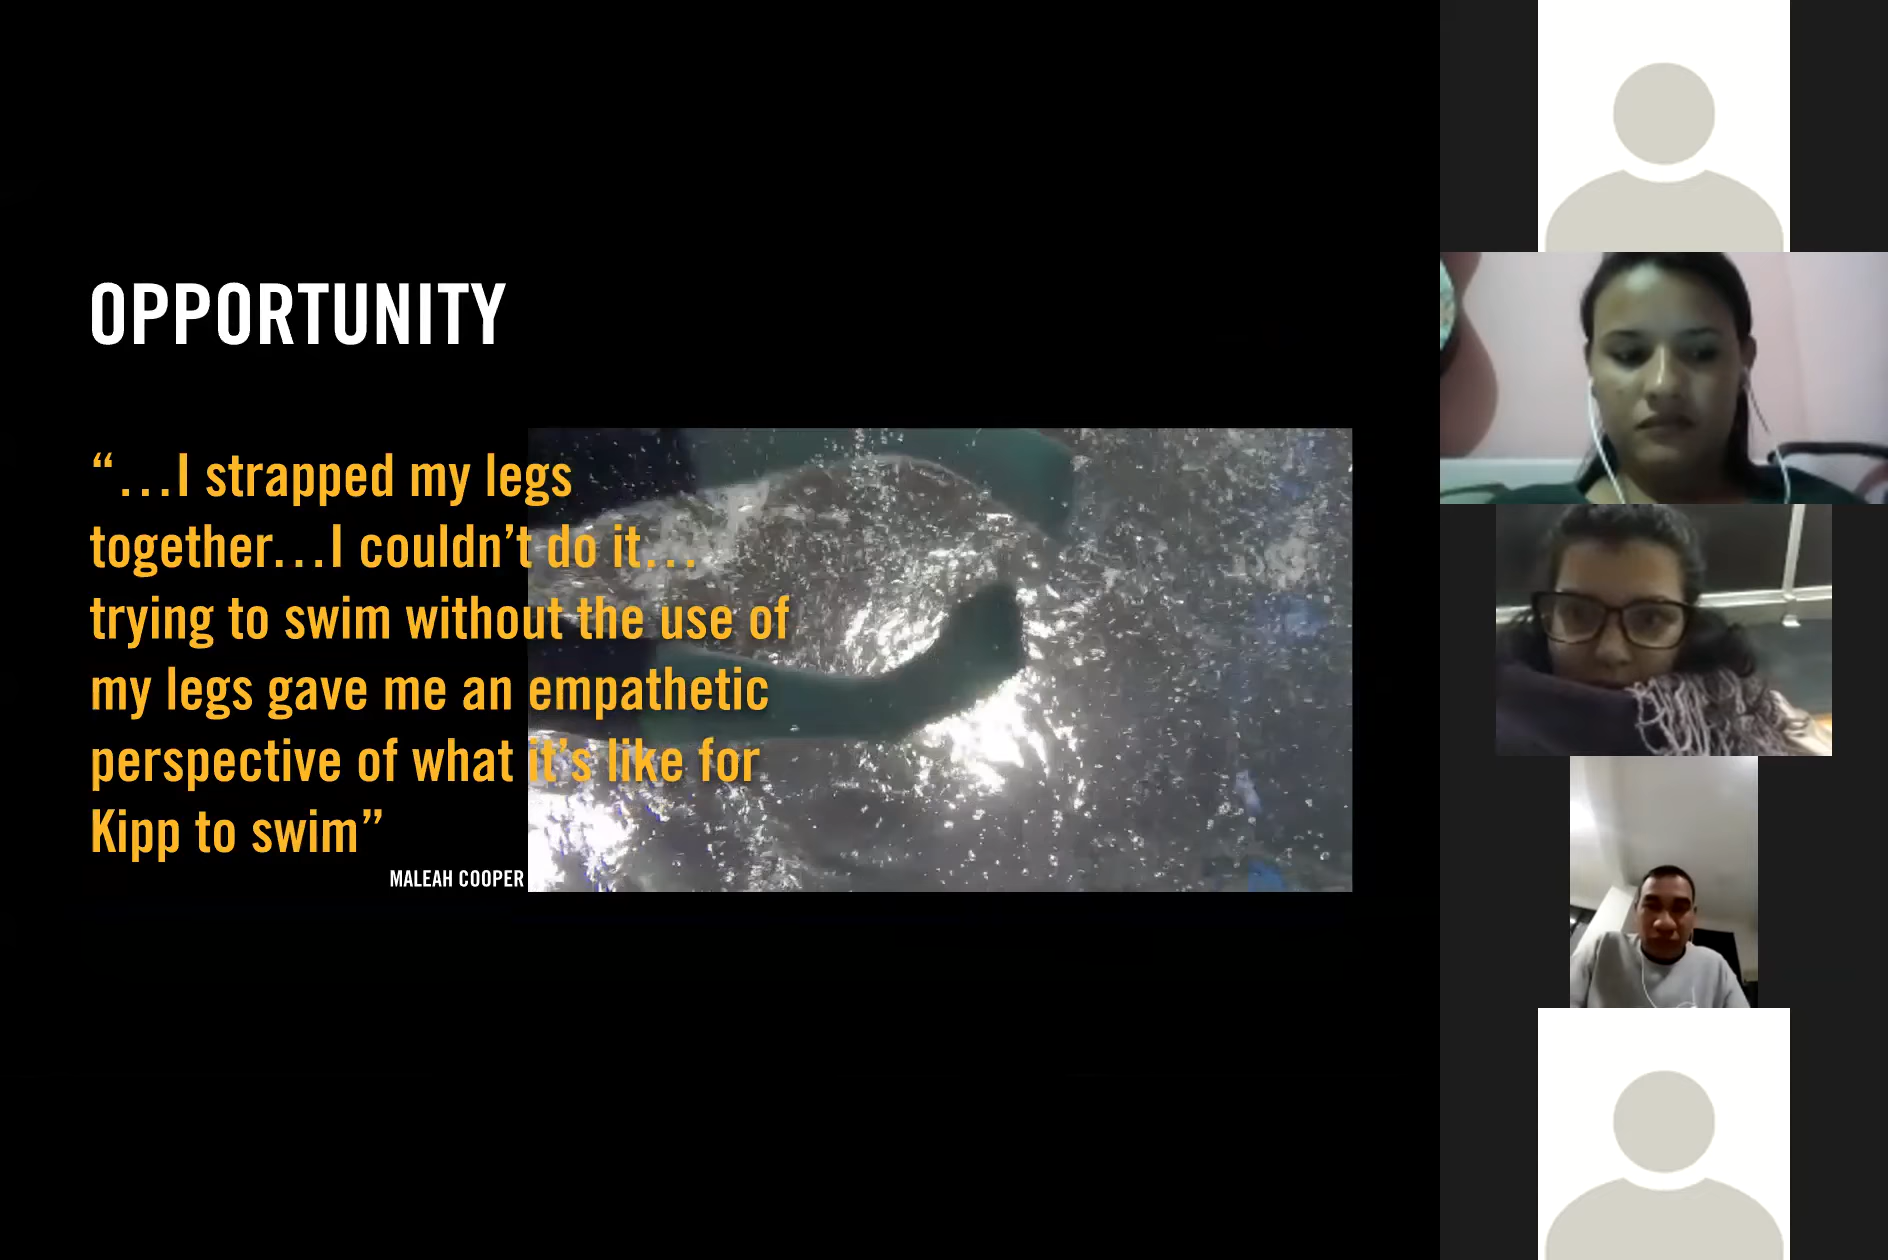 OPPORTUNITY
“…I strapped my legs
together…I couldn’t do it…
trying to swim without the use of
my legs gave me an empathetic
perspective of what it’s like for
Kipp to swim”
MALEAH COOPER